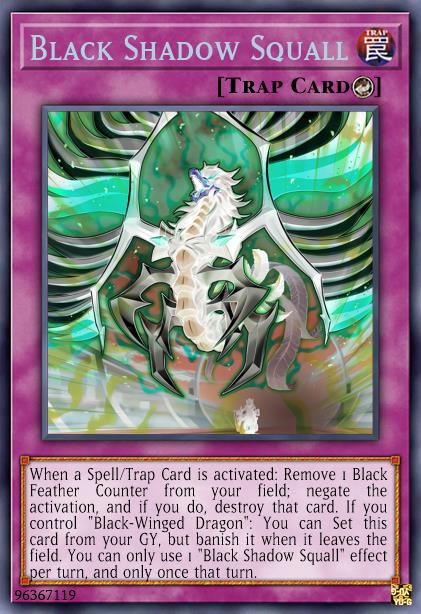 Black Shadow Squall
TRAP
罠
[Trap Card]
When a Spell/Trap Card is activated: Remove 1 Black
Feather Counter from your field; negate the
activation, and if you do, destroy that card. If you
control "Black-Winged Dragon": You can Set this
card from your GY, but banish it when it leaves the
field. You can only use 1 "Black Shadow Squall" effect
per turn, and only once that turn.
96367119